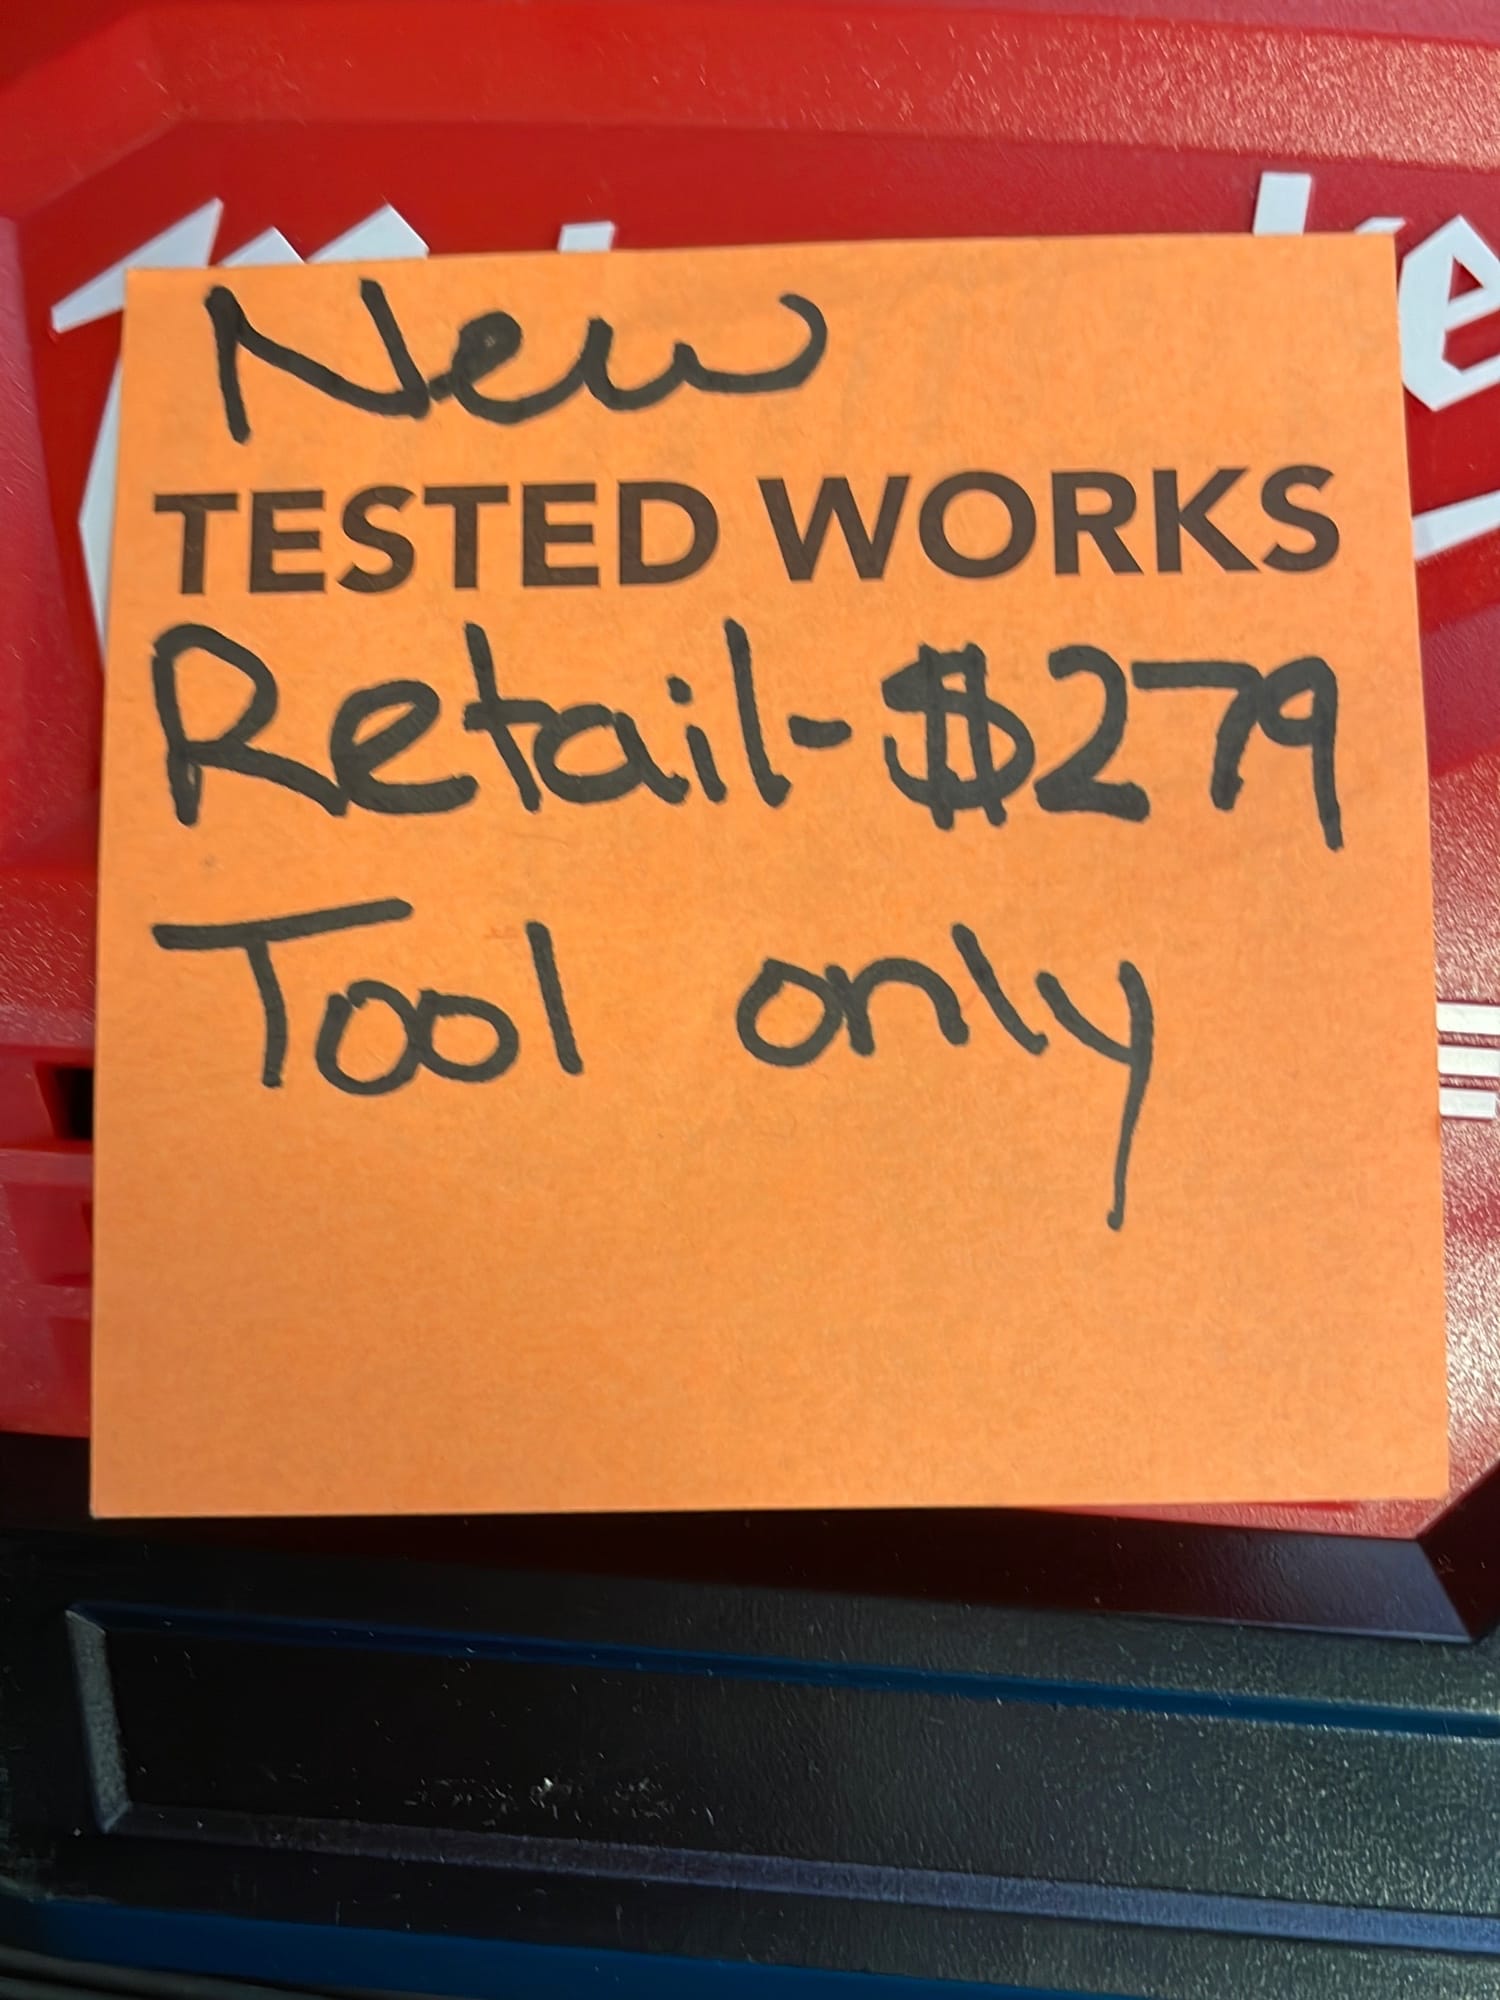 New
TESTED WORKS
Retail-$279
Tool only